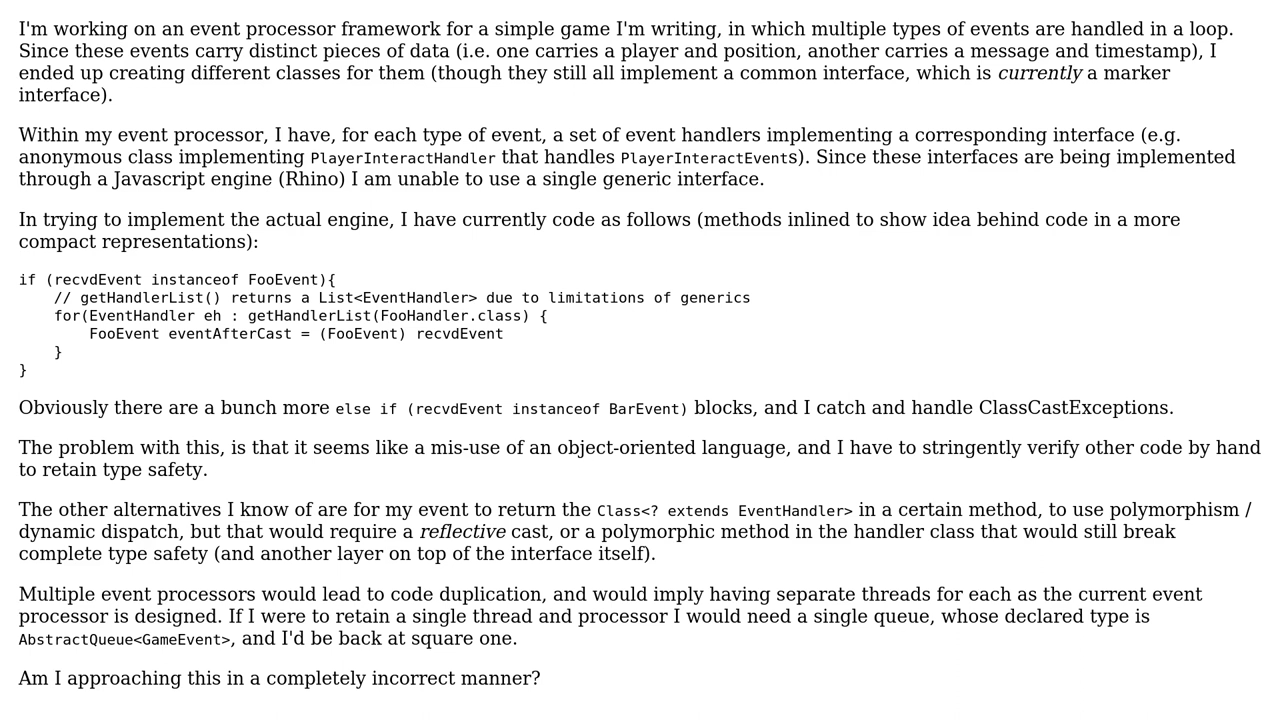 I'm working on an event processor framework for a simple game I'm writing, in which multiple types of events are handled in a loop.
Since these events carry distinct pieces of data (i.e. one carries a player and position, another carries a message and timestamp), I
ended up creating different classes for them (though they still all implement a common interface, which is currently a marker
interface).
Within my event processor, I have, for each type of event, a set of event handlers implementing a corresponding interface (e.g.
anonymous class implementing PlayerInteractHandler that handles PlayerInteractEvents). Since these interfaces are being implemented
through a Javascript engine (Rhino) I am unable to use a single generic interface.
In trying to implement the actual engine, I have currently code as follows (methods inlined to show idea behind code in a more
compact representations):
if (recvdEvent instanceof FooEvent){
    // getHandlerList() returns a List<EventHandler> due to limitations of generics
    for(EventHandler eh : getHandlerList(FooHandler.class) {
        FooEvent eventAfterCast = (FooEvent) recvdEvent
    }
}
Obviously there are a bunch more else if (recvdEvent instanceof BarEvent) blocks, and I catch and handle ClassCastExceptions.
The problem with this, is that it seems like a mis-use of an object-oriented language, and I have to stringently verify other code by hand
to retain type safety.
The other alternatives I know of are for my event to return the Class<? extends EventHandler> in a certain method, to use polymorphism /
dynamic dispatch, but that would require a reflective cast, or a polymorphic method in the handler class that would still break
complete type safety (and another layer on top of the interface itself).
Multiple event processors would lead to code duplication, and would imply having separate threads for each as the current event
processor is designed. If I were to retain a single thread and processor I would need a single queue, whose declared type is
AbstractQueue<GameEvent>, and I'd be back at square one.
Am I approaching this in a completely incorrect manner?